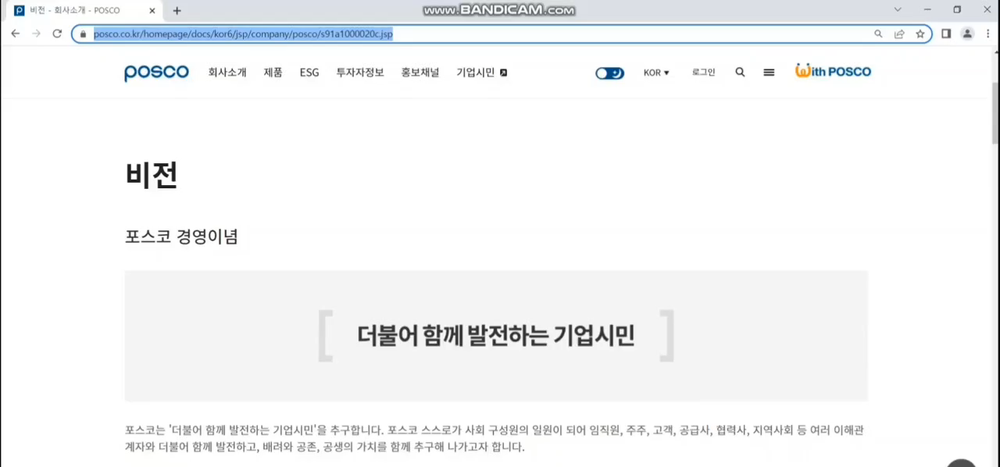 비전 - 회사소개 - POSCO
www.BANDICAM.com
posco.co.kr/homepage/docs/kor6/jsp/company/posco/s91a1000020c.jsp
posco 회사소개 제품 ESG 투자자정보 홍보채널 기업시민 KOR 로그인 With POSCO
비전
포스코 경영이념
[ 더불어 함께 발전하는 기업시민 ]
포스코는 '더불어 함께 발전하는 기업시민'을 추구합니다. 포스코 스스로가 사회 구성원의 일원이 되어 임직원, 주주, 고객, 공급사, 협력사, 지역사회 등 여러 이해관
계자와 더불어 함께 발전하고, 배려와 공존, 공생의 가치를 함께 추구해 나가고자 합니다.